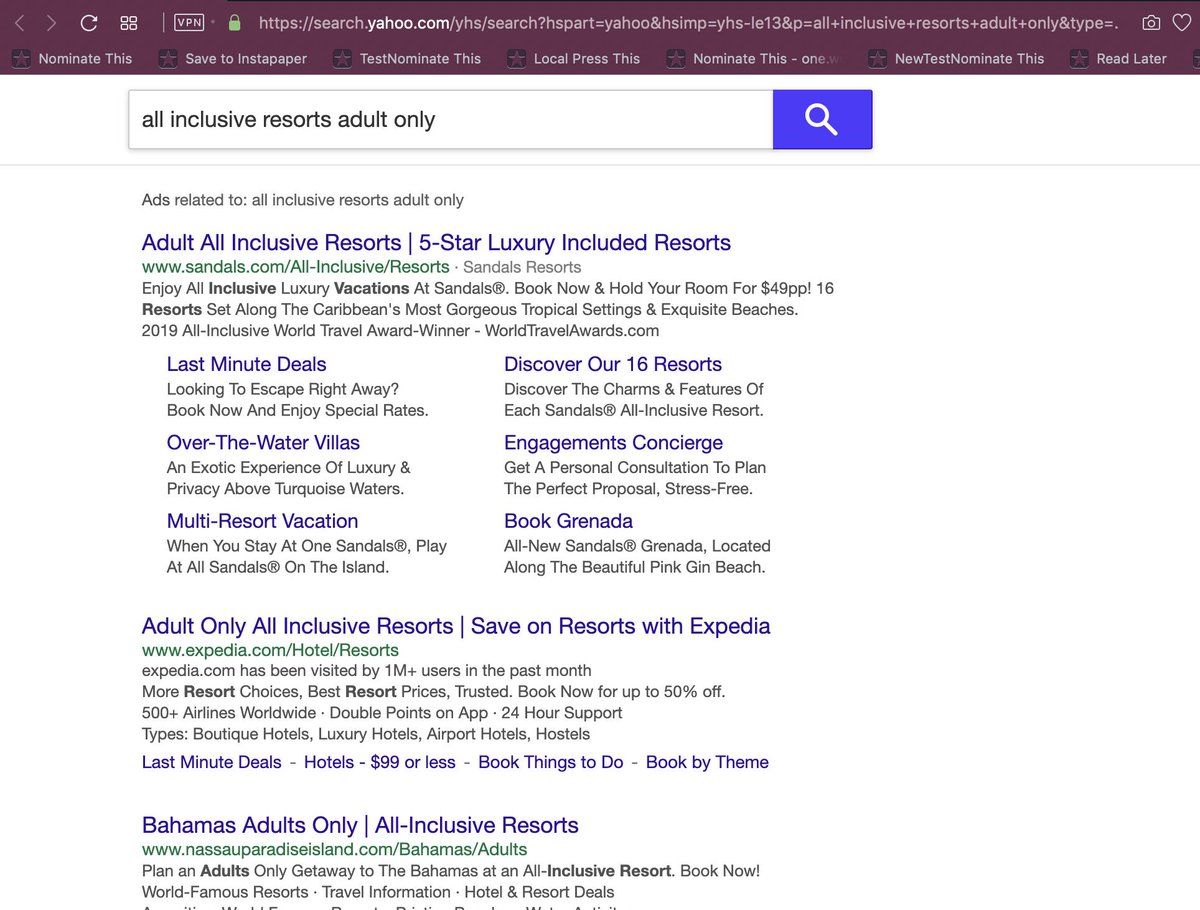 VPN
https://search.yahoo.com/yhs/search?hspart=yahoo&hsimp=yhs-le13&p=all+inclusive+resorts+adult+only&type=.
Nominate This Save to Instapaper TestNominate This Local Press This Nominate This - one.w NewTestNominate This Read Later
all inclusive resorts adult only
Ads related to: all inclusive resorts adult only
Adult All Inclusive Resorts | 5-Star Luxury Included Resorts
www.sandals.com/All-Inclusive/Resorts · Sandals Resorts
Enjoy All Inclusive Luxury Vacations At Sandals®. Book Now & Hold Your Room For $49pp! 16
Resorts Set Along The Caribbean's Most Gorgeous Tropical Settings & Exquisite Beaches.
2019 All-Inclusive World Travel Award-Winner - WorldTravelAwards.com
Last Minute Deals
Looking To Escape Right Away?
Book Now And Enjoy Special Rates.
Discover Our 16 Resorts
Discover The Charms & Features Of
Each Sandals® All-Inclusive Resort.
Over-The-Water Villas
An Exotic Experience Of Luxury &
Privacy Above Turquoise Waters.
Engagements Concierge
Get A Personal Consultation To Plan
The Perfect Proposal, Stress-Free.
Multi-Resort Vacation
When You Stay At One Sandals®, Play
At All Sandals® On The Island.
Book Grenada
All-New Sandals® Grenada, Located
Along The Beautiful Pink Gin Beach.
Adult Only All Inclusive Resorts | Save on Resorts with Expedia
www.expedia.com/Hotel/Resorts
expedia.com has been visited by 1M+ users in the past month
More Resort Choices, Best Resort Prices, Trusted. Book Now for up to 50% off.
500+ Airlines Worldwide · Double Points on App · 24 Hour Support
Types: Boutique Hotels, Luxury Hotels, Airport Hotels, Hostels
Last Minute Deals - Hotels - $99 or less - Book Things to Do - Book by Theme
Bahamas Adults Only | All-Inclusive Resorts
www.nassauparadiseisland.com/Bahamas/Adults
Plan an Adults Only Getaway to The Bahamas at an All-Inclusive Resort. Book Now!
World-Famous Resorts · Travel Information · Hotel & Resort Deals